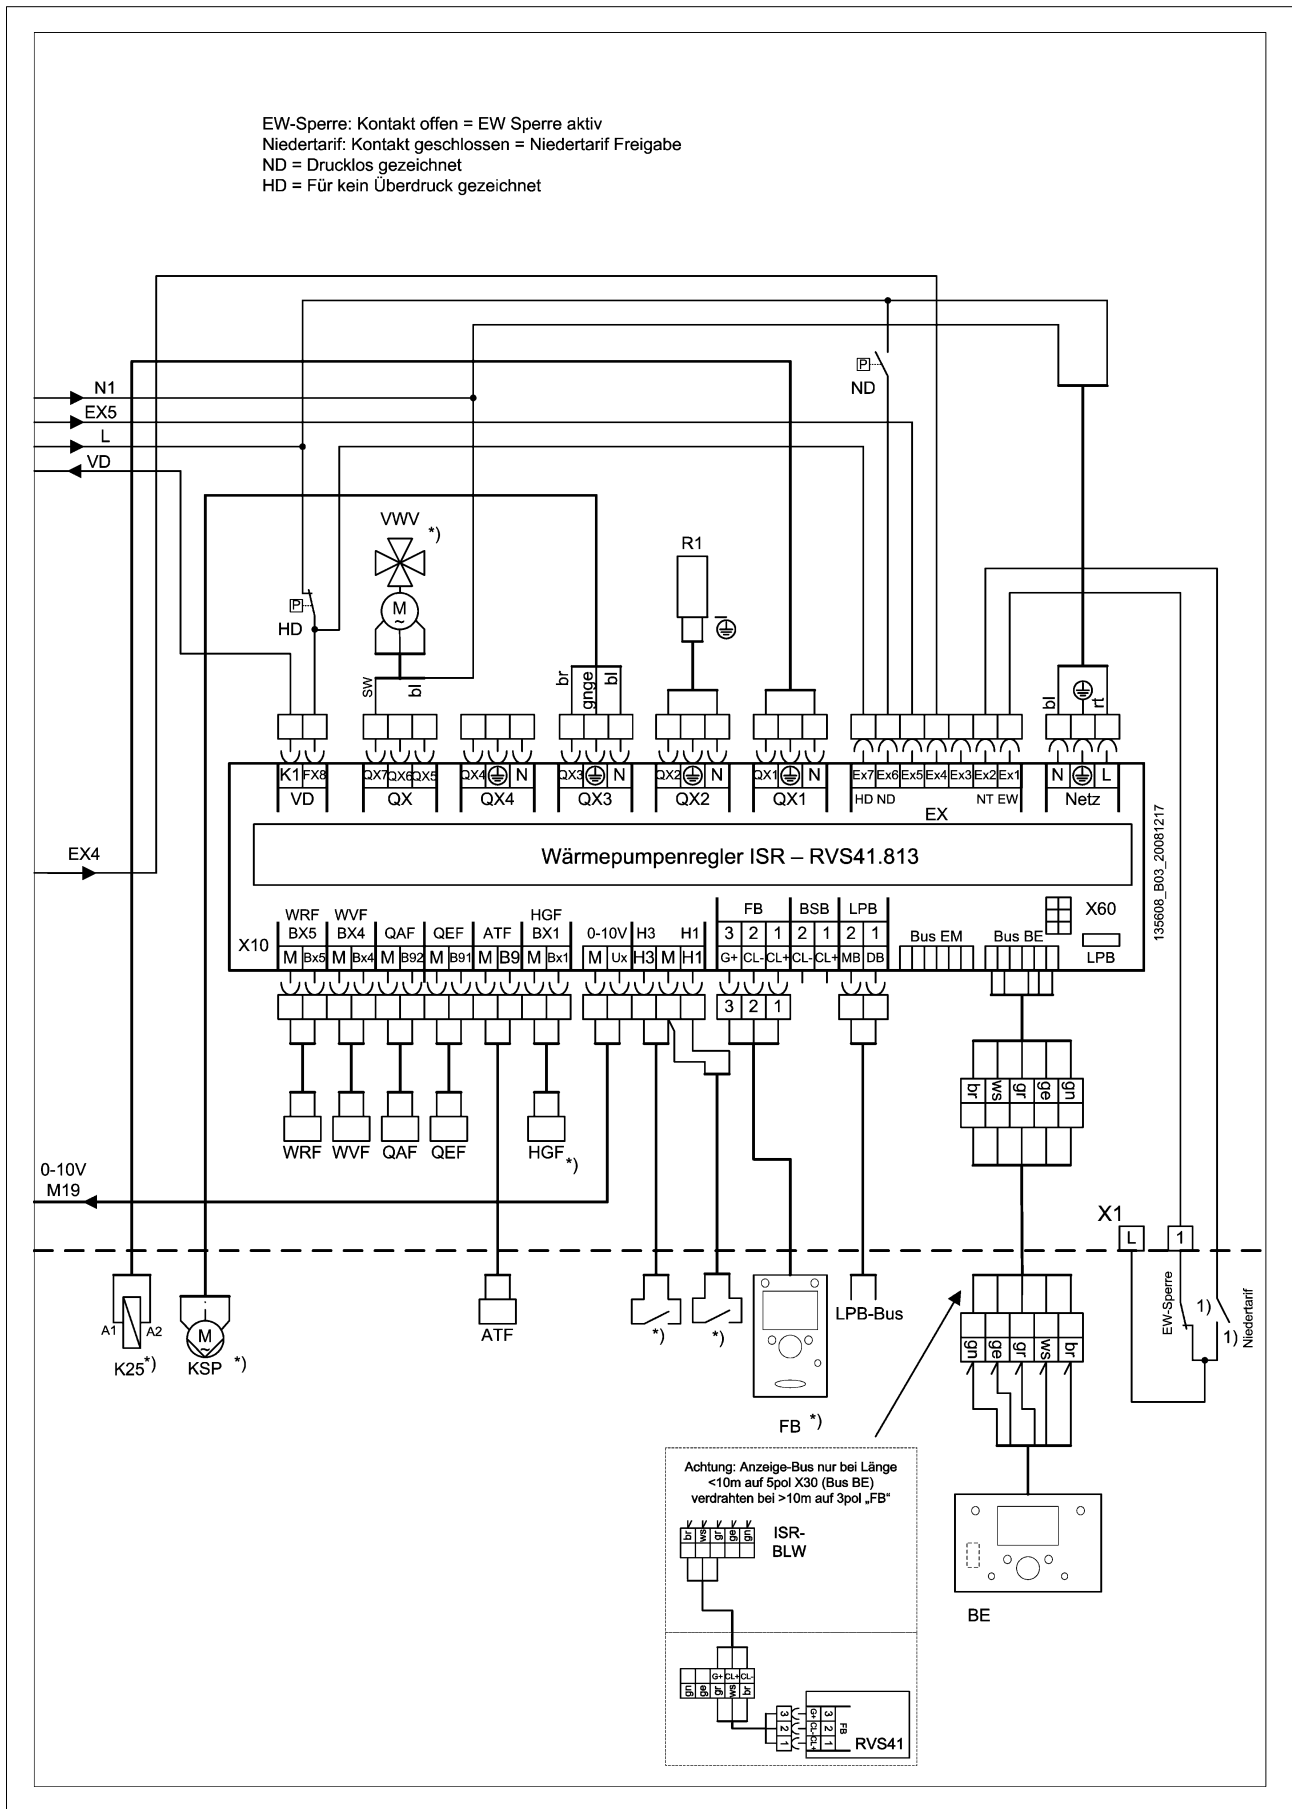 EW-Sperre: Kontakt offen = EW Sperre aktiv
Niedertarif: Kontakt geschlossen = Niedertarif Freigabe
ND = Drucklos gezeichnet
HD = Für kein Überdruck gezeichnet
N1
EX5
L
VD
P
ND
VWV
*)
R1
M
~
P
HD
sw
bl
br
gnge
bl
bl
rt
K1 FX8
QX7 QX6 QX5
QX4 N
QX3 N
QX2 N
QX1 N
Ex7 Ex6 Ex5 Ex4 Ex3 Ex2 Ex1
N L
VD
QX
QX4
QX3
QX2
QX1
HD ND
NT EW
EX
Netz
EX4
Wärmepumpenregler ISR – RVS41.813
135608_B03_20081217
X10
WRF
BX5
WVF
BX4
QAF
QEF
ATF
HGF
BX1
0-10V
H3
H1
FB
BSB
LPB
3 2 1
2 1
2 1
Bus EM
Bus BE
X60
LPB
M Bx5
M Bx4
M B92
M B91
M B9
M Bx1
M Ux
H3 M H1
G+ CL- CL+
CL- CL+
MB DB
3 2 1
br ws gr ge gn
WRF
WVF
QAF
QEF
HGF *)
0-10V
M19
X1
L
1
A1
A2
K25 *)
M
~
KSP *)
ATF
*)
*)
FB *)
LPB-Bus
gn ge gr ws br
EW-Sperre
1)
1)
Niedertarif
BE
Achtung: Anzeige-Bus nur bei Länge
<10m auf 5pol X30 (Bus BE)
verdrahten bei >10m auf 3pol „FB“
br ws gr ge gn
ISR-
BLW
G+ CL+ CL-
gn ge gr ws br
3 2 1
G+ CL- CL+
3 2 1
FB
RVS41